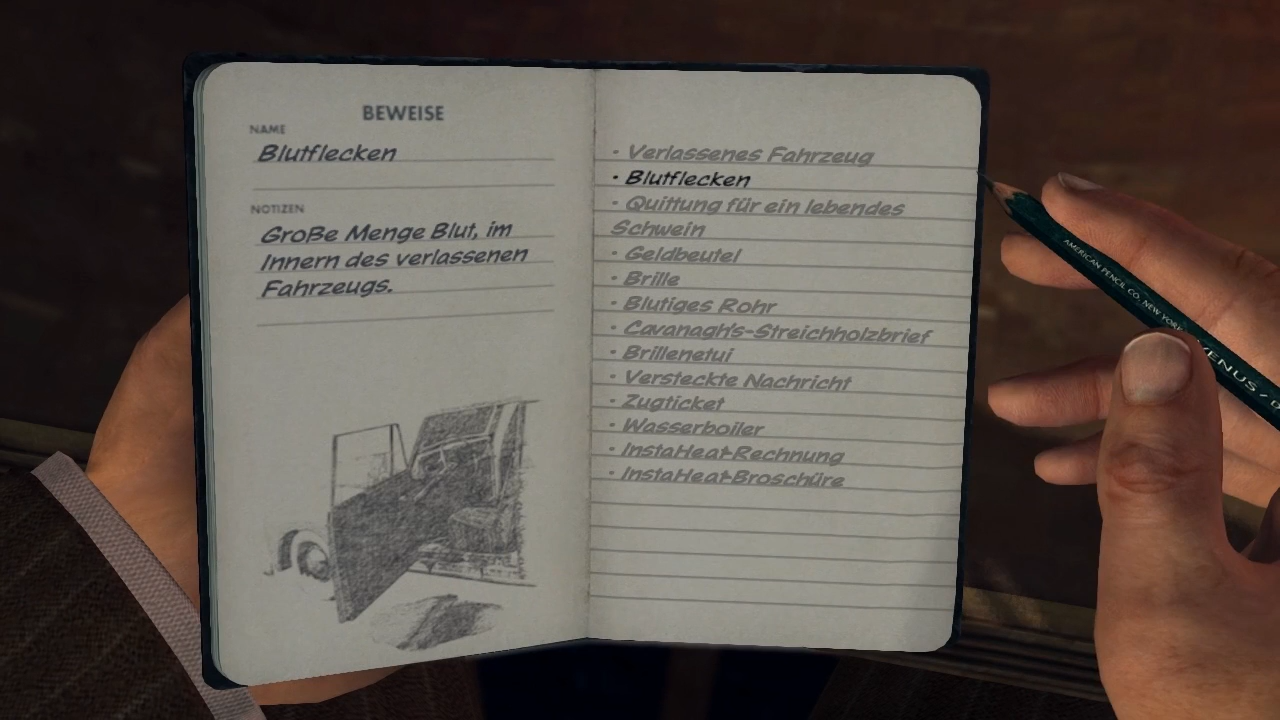 BEWEISE
NAME
Blutflecken
NOTIZEN
Große Menge Blut, im
Innern des verlassenen
Fahrzeugs.
· Verlassenes Fahrzeug
· Blutflecken
· Quittung für ein lebendes
Schwein
· Geldbeutel
· Brille
· Blutiges Rohr
· Cavanagh's-Streichholzbrief
· Brillenetui
· Versteckte Nachricht
· Zugticket
· Wasserboiler
· InstaHeat-Rechnung
· InstaHeat-Broschüre
AMERICAN PENCIL CO. NEW YORK
VENUS